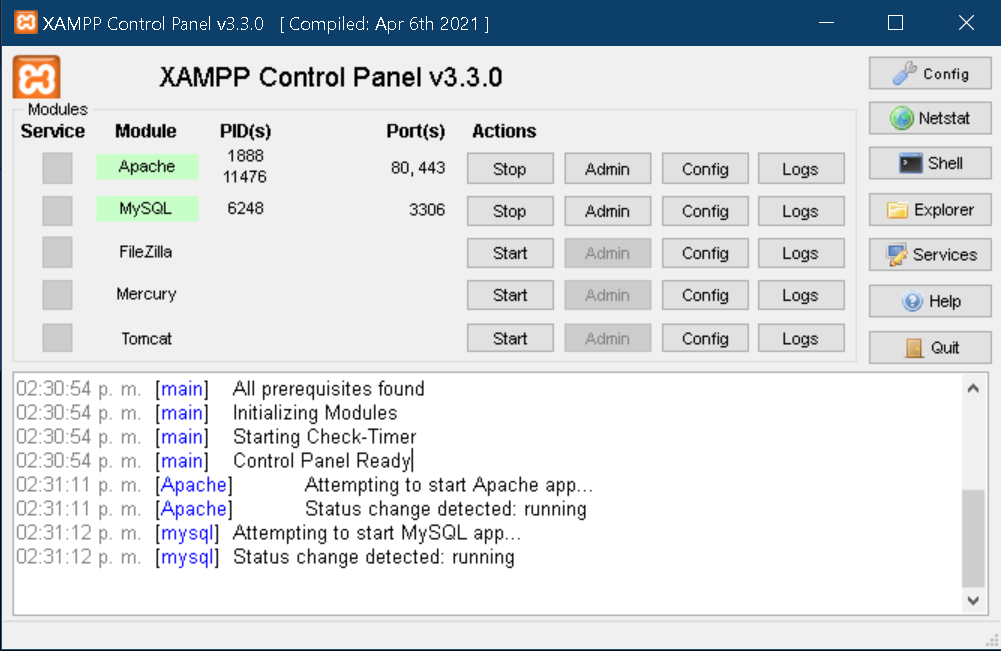 XAMPP Control Panel v3.3.0 [ Compiled: Apr 6th 2021 ]
XAMPP Control Panel v3.3.0
Config
Modules
Service Module PID(s) Port(s) Actions
Netstat
Apache 1888 11476 80, 443 Stop Admin Config Logs
Shell
MySQL 6248 3306 Stop Admin Config Logs
Explorer
FileZilla Start Admin Config Logs
Services
Mercury Start Admin Config Logs
Help
Tomcat Start Admin Config Logs
Quit
02:30:54 p. m. [main] All prerequisites found
02:30:54 p. m. [main] Initializing Modules
02:30:54 p. m. [main] Starting Check-Timer
02:30:54 p. m. [main] Control Panel Ready
02:31:11 p. m. [Apache] Attempting to start Apache app...
02:31:11 p. m. [Apache] Status change detected: running
02:31:12 p. m. [mysql] Attempting to start MySQL app...
02:31:12 p. m. [mysql] Status change detected: running